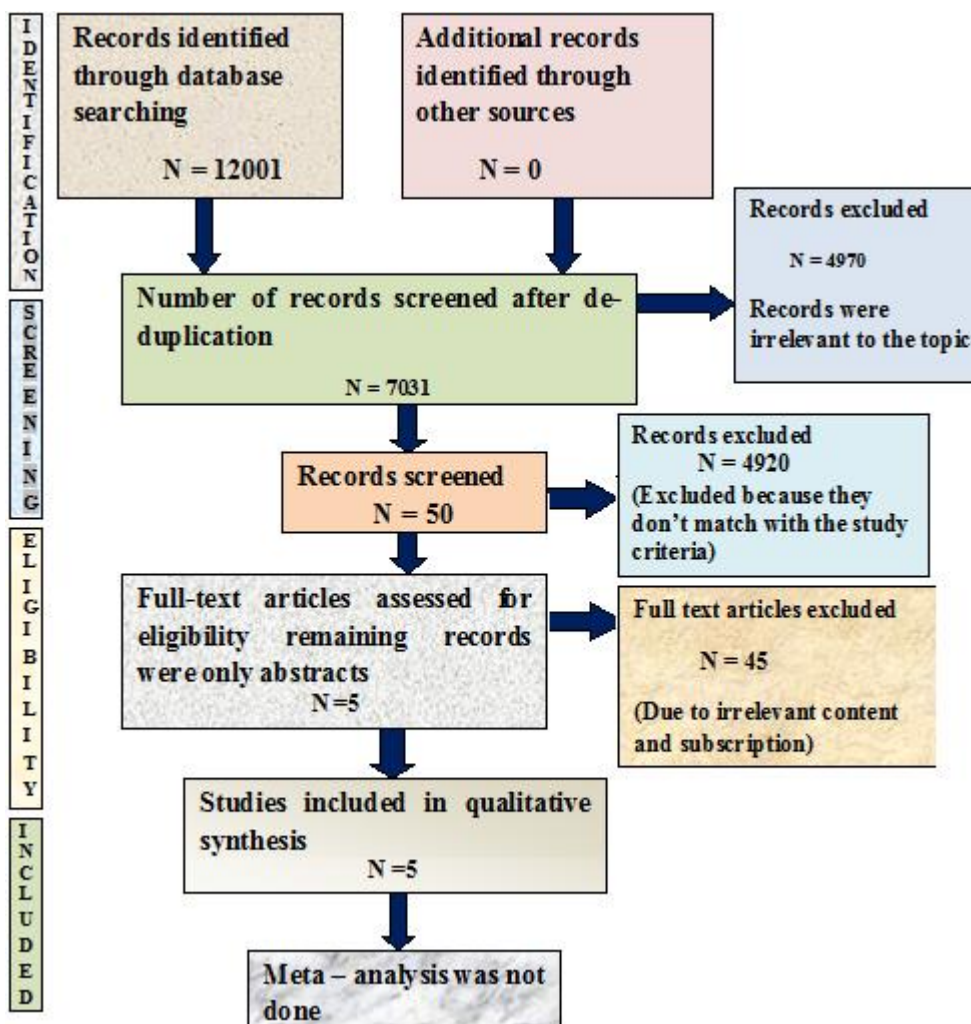 IDENTIFICATION
Records identified
through database
searching
N = 12001
Additional records
identified through
other sources
N = 0
Records excluded
N = 4970
Records were
irrelevant to the topic
SCREENING
Number of records screened after de-
duplication
N = 7031
Records screened
N = 50
Records excluded
N = 4920
(Excluded because they
don't match with the study
criteria)
ELIGIBILITY
Full-text articles assessed for
eligibility remaining records
were only abstracts
N =5
Full text articles excluded
N = 45
(Due to irrelevant content
and subscription)
INCLUDED
Studies included in qualitative
synthesis
N =5
Meta – analysis was not
done